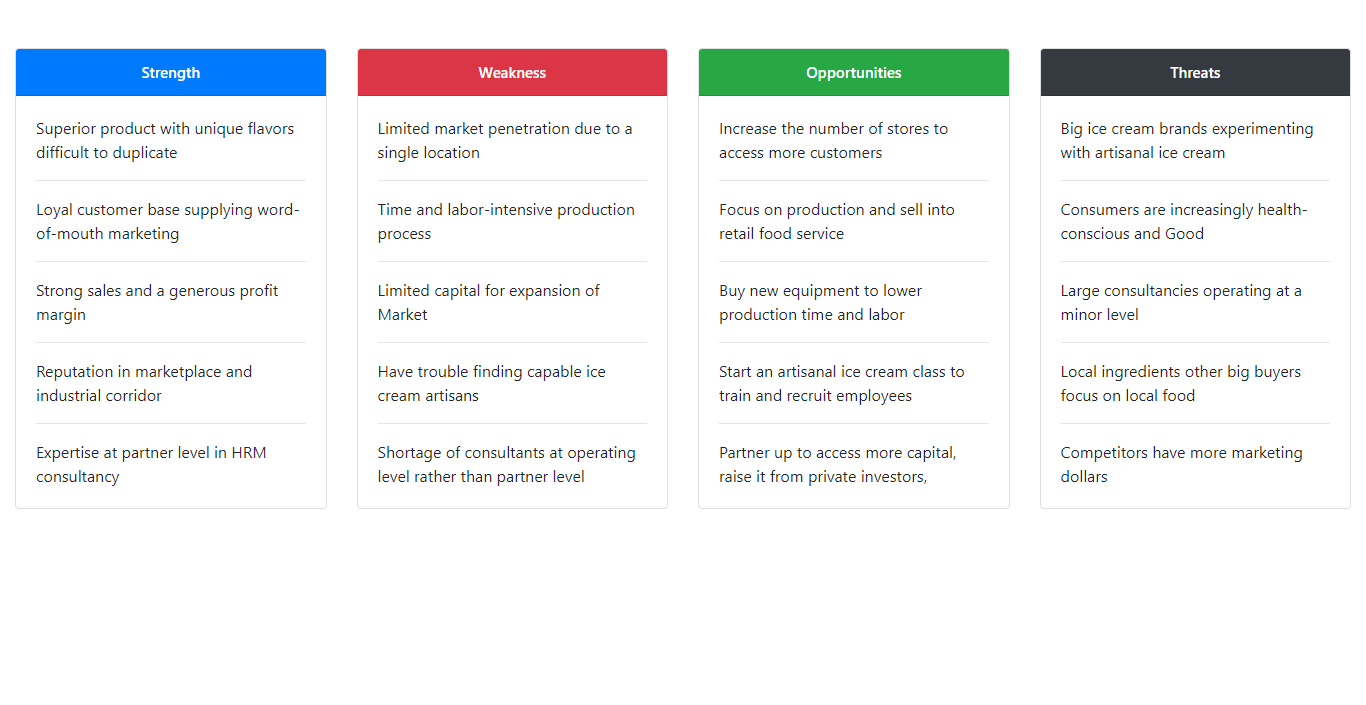 Strength
Superior product with unique flavors
difficult to duplicate
Loyal customer base supplying word-
of-mouth marketing
Strong sales and a generous profit
margin
Reputation in marketplace and
industrial corridor
Expertise at partner level in HRM
consultancy
Weakness
Limited market penetration due to a
single location
Time and labor-intensive production
process
Limited capital for expansion of
Market
Have trouble finding capable ice
cream artisans
Shortage of consultants at operating
level rather than partner level
Opportunities
Increase the number of stores to
access more customers
Focus on production and sell into
retail food service
Buy new equipment to lower
production time and labor
Start an artisanal ice cream class to
train and recruit employees
Partner up to access more capital,
raise it from private investors,
Threats
Big ice cream brands experimenting
with artisanal ice cream
Consumers are increasingly health-
conscious and Good
Large consultancies operating at a
minor level
Local ingredients other big buyers
focus on local food
Competitors have more marketing
dollars